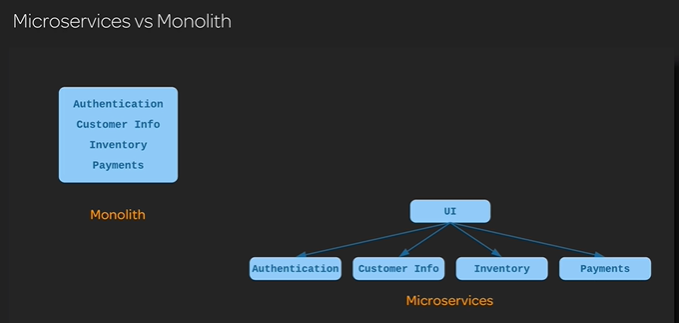 Microservices vs Monolith
Authentication
Customer Info
Inventory
Payments
Monolith
UI
Authentication
Customer Info
Inventory
Payments
Microservices